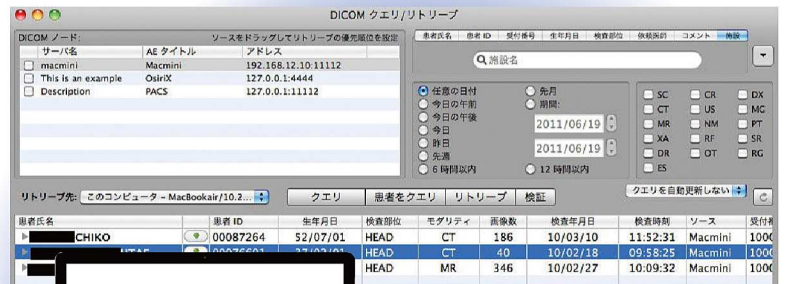 DICOM クエリ/リトリーブ
DICOM ノード: ソースをドラッグしてリトリーブの優先順位を設定
サーバ名 AE タイトル アドレス
macmini Macmini 192.168.12.10:11112
This is an example OsiriX 127.0.0.1:4444
Description PACS 127.0.0.1:11112
患者氏名 患者 ID 受付番号 生年月日 検査部位 依頼医師 コメント 施設
施設名
任意の日付 先月
今日の午前 期間:
今日の午後
今日 2011/06/19
昨日
先週 2011/06/19
6 時間以内 12 時間以内
SC CR DX
CT US MG
MR NM PT
XA RF SR
DR OT RG
ES
リトリーブ先: このコンピュータ - MacBookair/10.2... クエリ 患者をクエリ リトリーブ 検証 クエリを自動更新しない
患者氏名 患者 ID 生年月日 検査部位 モダリティ 画像数 検査年月日 検査時刻 ソース
CHIKO 00087264 52/07/01 HEAD CT 186 10/03/10 11:52:31 Macmini
HEAD CT 40 10/02/18 09:58:25 Macmini
HEAD MR 346 10/02/27 10:09:32 Macmini